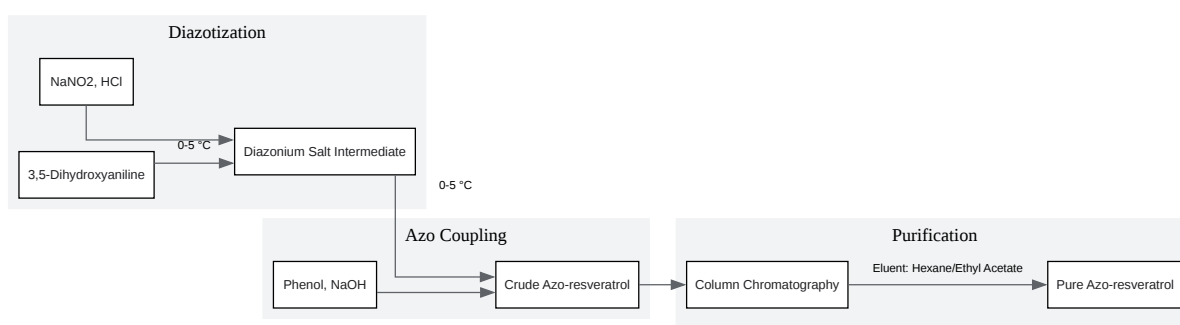 Diazotization
NaNO2, HCl
0-5 °C
Diazonium Salt Intermediate
3,5-Dihydroxyaniline
0-5 °C
Azo Coupling
Phenol, NaOH
Crude Azo-resveratrol
Purification
Column Chromatography
Eluent: Hexane/Ethyl Acetate
Pure Azo-resveratrol